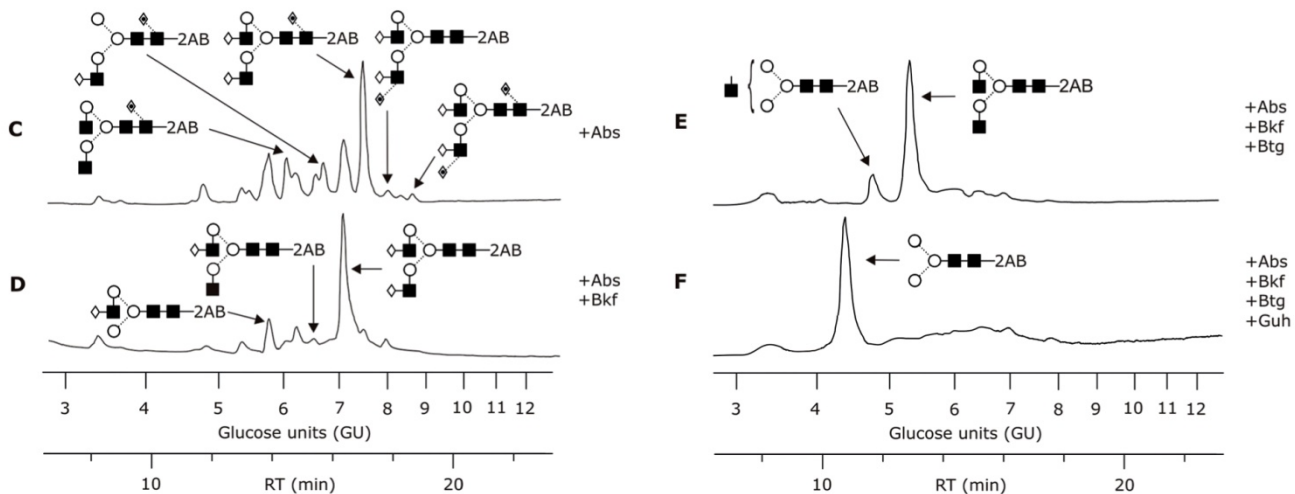 2AB
2AB
2AB
2AB
2AB
C
+Abs
2AB
2AB
2AB
D
+Abs
+Bkf
3 4 5 6 7 8 9 10 11 12
Glucose units (GU)
10 RT (min) 20
2AB
2AB
E
+Abs
+Bkf
+Btg
2AB
F
+Abs
+Bkf
+Btg
+Guh
3 4 5 6 7 8 9 10 11 12
Glucose units (GU)
10 RT (min) 20